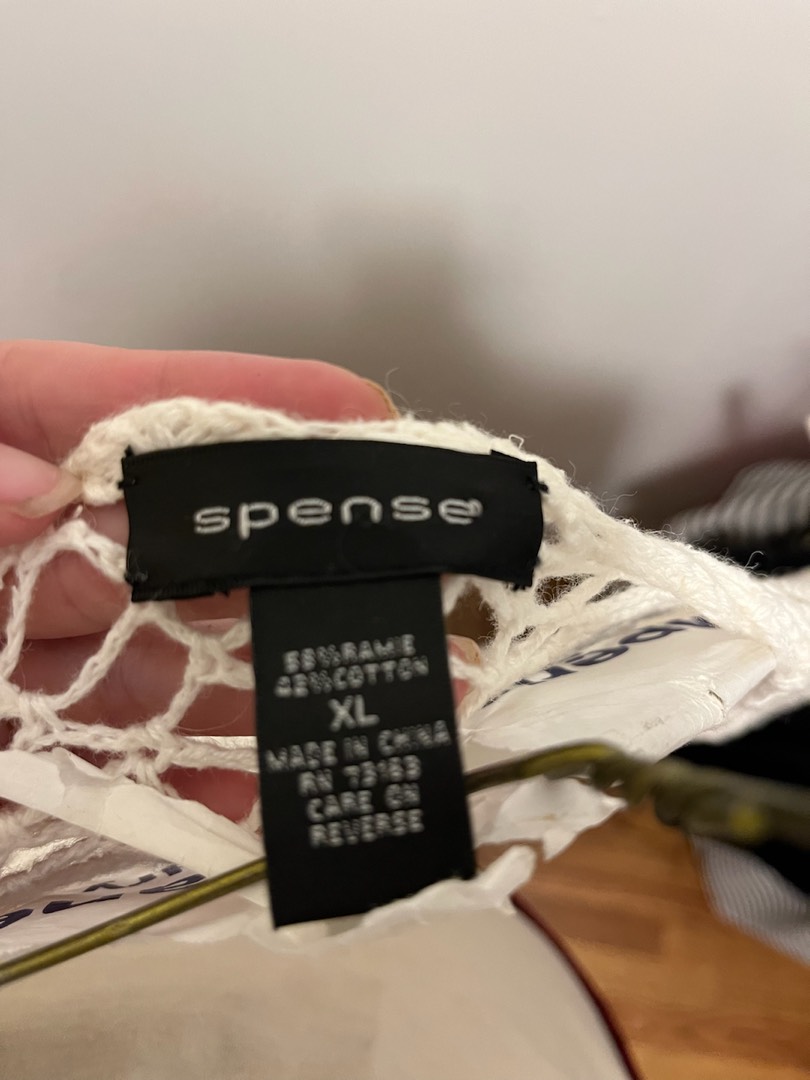 spense
55% RAMIE
45% COTTON
XL
MADE IN CHINA
RN 73163
CARE ON
REVERSE